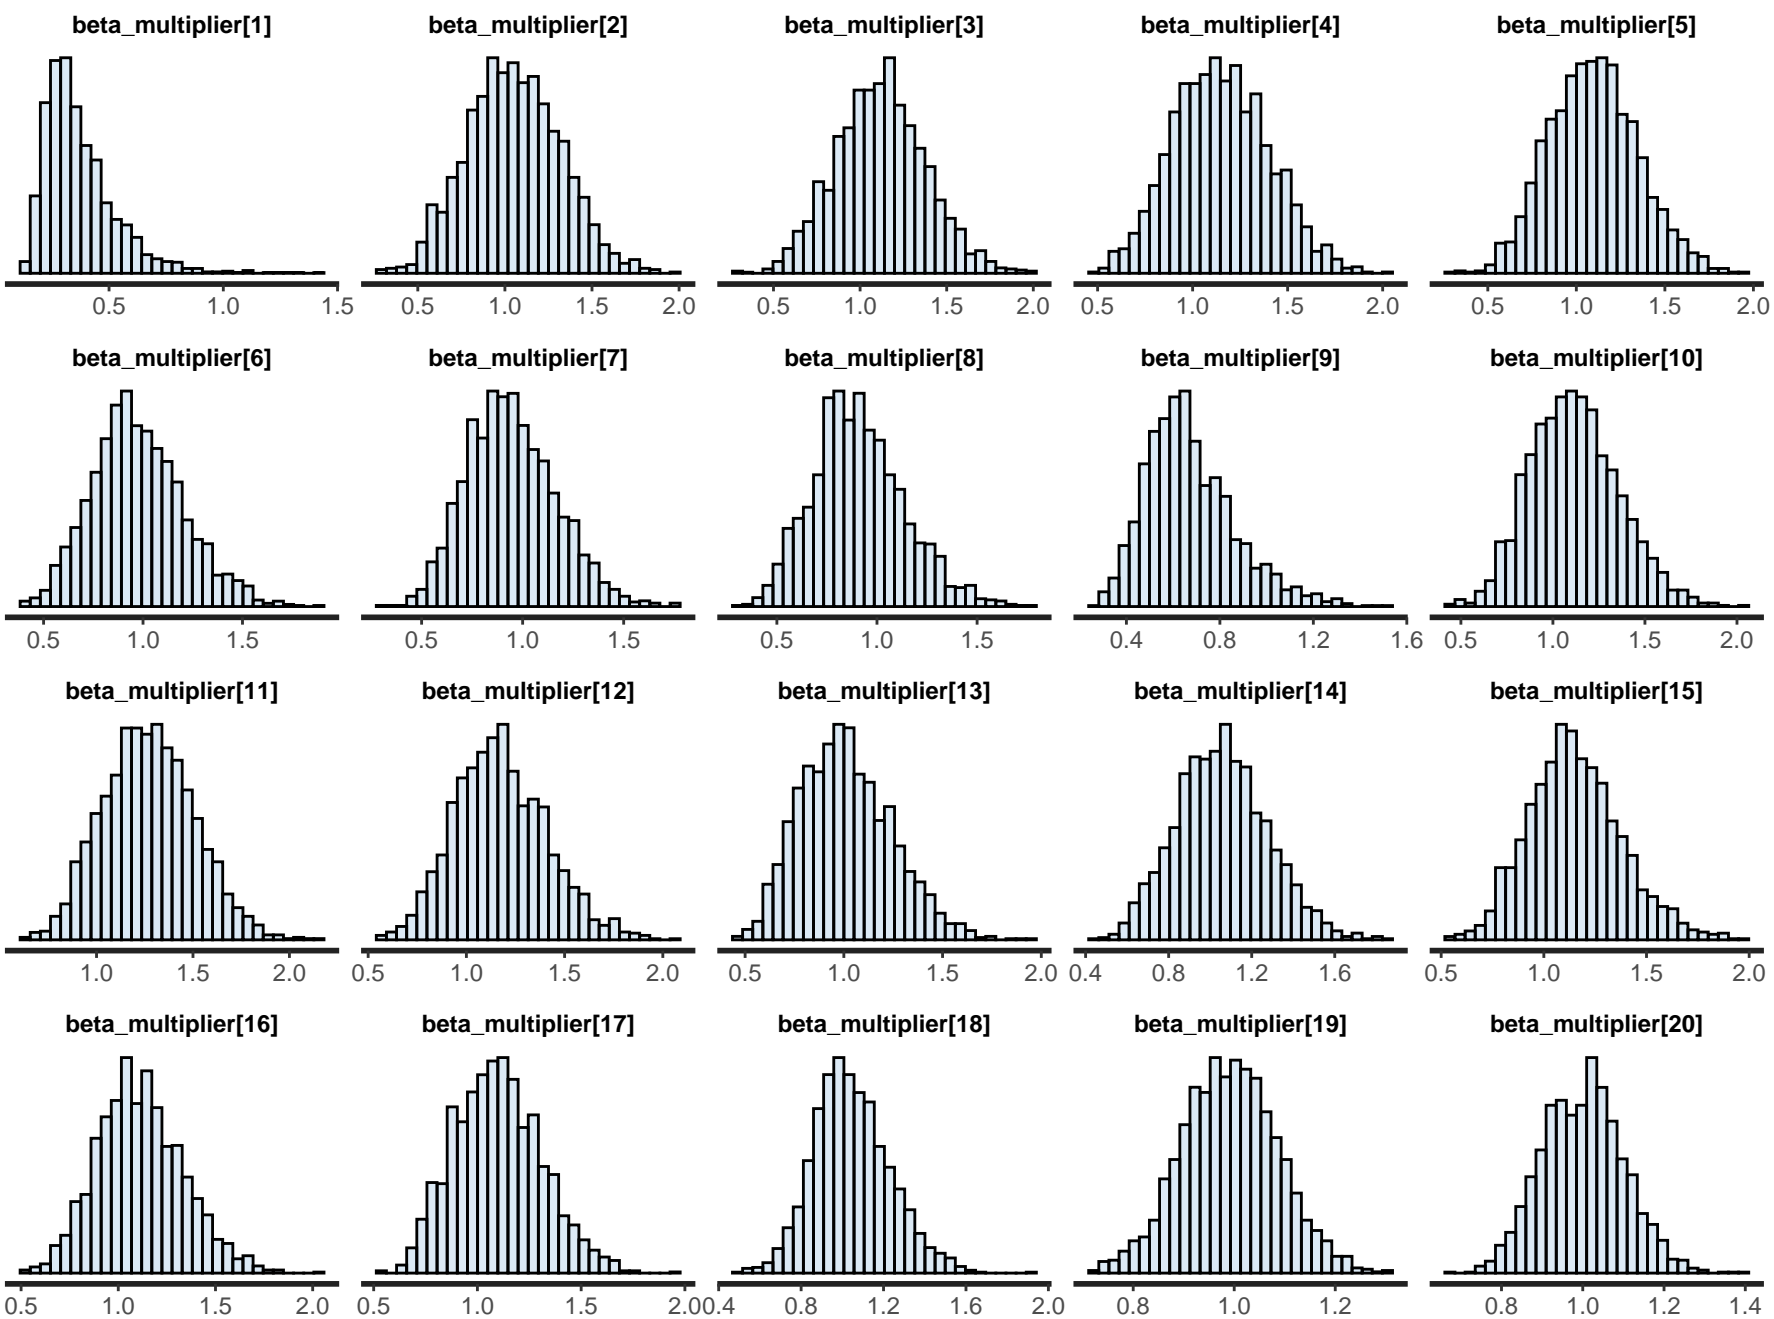 beta_multiplier[1] beta_multiplier[2] beta_multiplier[3] beta_multiplier[4] beta_multiplier[5]
0.5 1.0 1.5 0.5 1.0 1.5 2.0 0.5 1.0 1.5 2.0 0.5 1.0 1.5 2.0 0.5 1.0 1.5 2.0
beta_multiplier[6] beta_multiplier[7] beta_multiplier[8] beta_multiplier[9] beta_multiplier[10]
0.5 1.0 1.5 0.5 1.0 1.5 0.5 1.0 1.5 0.4 0.8 1.2 1.6 0.5 1.0 1.5 2.0
beta_multiplier[11] beta_multiplier[12] beta_multiplier[13] beta_multiplier[14] beta_multiplier[15]
1.0 1.5 2.0 0.5 1.0 1.5 2.0 0.5 1.0 1.5 2.0 0.4 0.8 1.2 1.6 0.5 1.0 1.5 2.0
beta_multiplier[16] beta_multiplier[17] beta_multiplier[18] beta_multiplier[19] beta_multiplier[20]
0.5 1.0 1.5 2.0 0.5 1.0 1.5 2.0 0.4 0.8 1.2 1.6 2.0 0.8 1.0 1.2 0.8 1.0 1.2 1.4